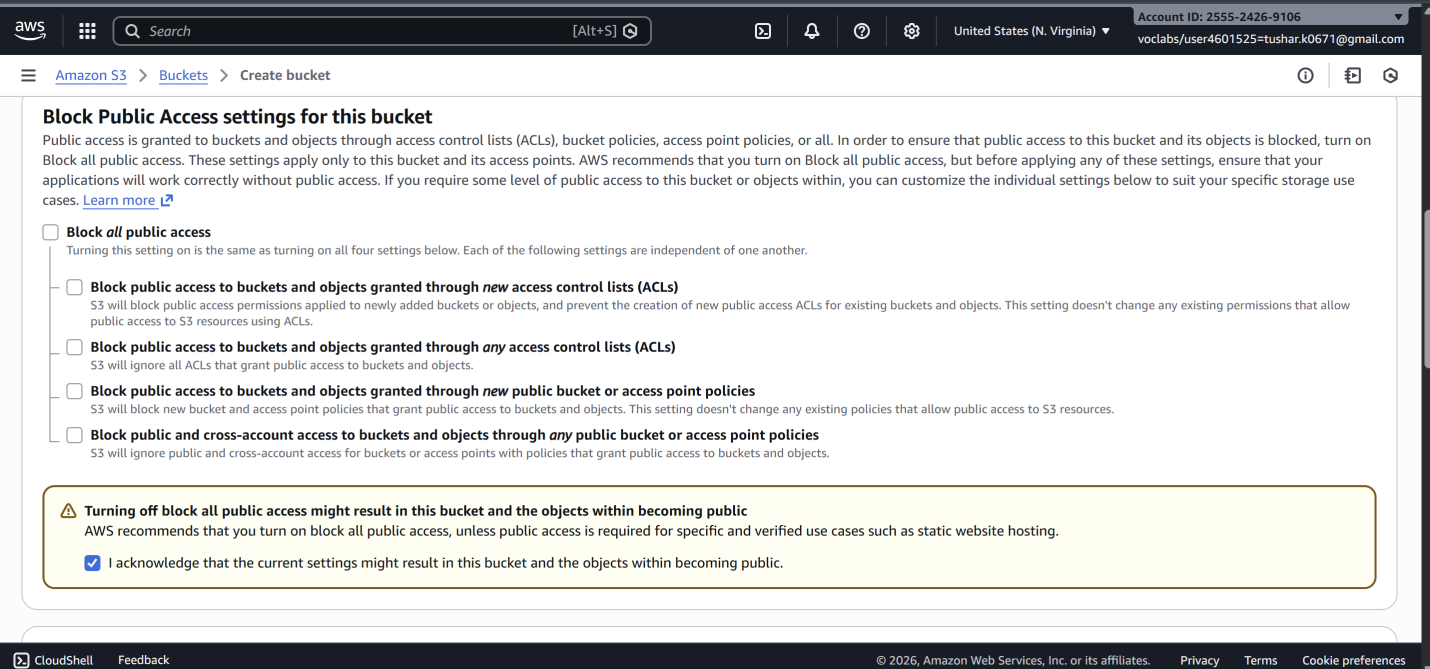 aws
Search [Alt+S]
United States (N. Virginia)
Account ID: 2555-2426-9106
voclabs/user4601525=tushar.k0671@gmail.com
Amazon S3 Buckets Create bucket
Block Public Access settings for this bucket
Public access is granted to buckets and objects through access control lists (ACLs), bucket policies, access point policies, or all. In order to ensure that public access to this bucket and its objects is blocked, turn on
Block all public access. These settings apply only to this bucket and its access points. AWS recommends that you turn on Block all public access, but before applying any of these settings, ensure that your
applications will work correctly without public access. If you require some level of public access to this bucket or objects within, you can customize the individual settings below to suit your specific storage use
cases. Learn more
Block all public access
Turning this setting on is the same as turning on all four settings below. Each of the following settings are independent of one another.
Block public access to buckets and objects granted through new access control lists (ACLs)
S3 will block public access permissions applied to newly added buckets or objects, and prevent the creation of new public access ACLs for existing buckets and objects. This setting doesn't change any existing permissions that allow
public access to S3 resources using ACLs.
Block public access to buckets and objects granted through any access control lists (ACLs)
S3 will ignore all ACLs that grant public access to buckets and objects.
Block public access to buckets and objects granted through new public bucket or access point policies
S3 will block new bucket and access point policies that grant public access to buckets and objects. This setting doesn't change any existing policies that allow public access to S3 resources.
Block public and cross-account access to buckets and objects through any public bucket or access point policies
S3 will ignore public and cross-account access for buckets or access points with policies that grant public access to buckets and objects.
Turning off block all public access might result in this bucket and the objects within becoming public
AWS recommends that you turn on block all public access, unless public access is required for specific and verified use cases such as static website hosting.
I acknowledge that the current settings might result in this bucket and the objects within becoming public.
CloudShell Feedback © 2026, Amazon Web Services, Inc. or its affiliates. Privacy Terms Cookie preferences